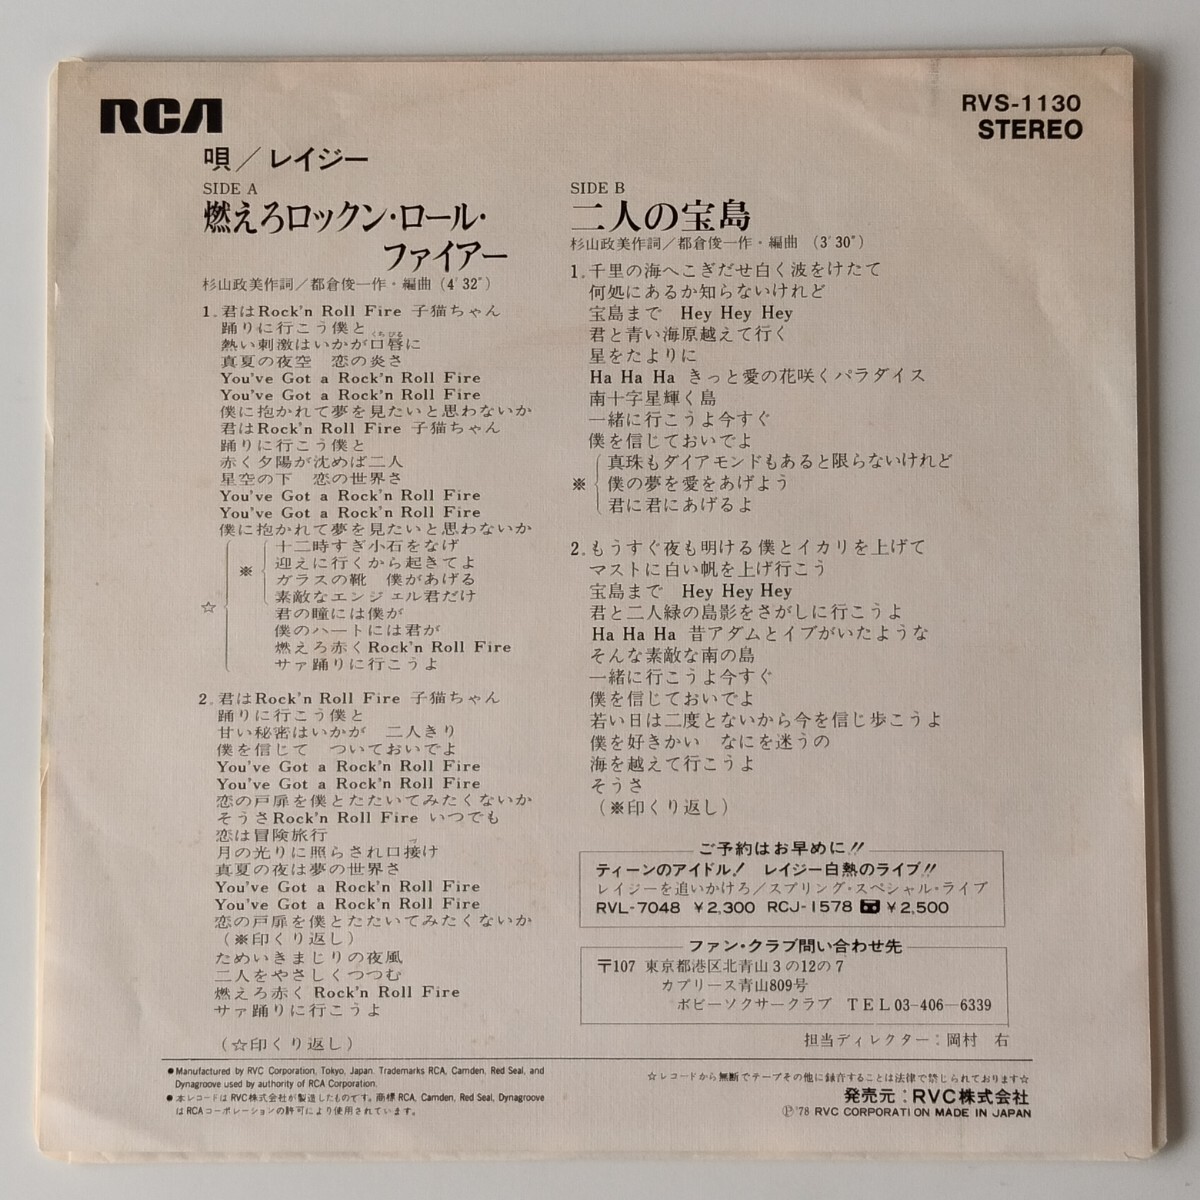 RCA
RVS-1130
STEREO
唄／レイジー
SIDE A
燃えろロックン・ロール・
ファイアー
杉山政美作詞／都倉俊一作・編曲 (4′32″)
1. 君はRock'n Roll Fire 子猫ちゃん
踊りに行こう僕と
熱い刺激はいかが口唇に
くちびる
真夏の夜空　恋の炎さ
You've Got a Rock'n Roll Fire
You've Got a Rock'n Roll Fire
僕に抱かれて夢を見たいと思わないか
君はRock'n Roll Fire 子猫ちゃん
踊りに行こう僕と
赤く夕陽が沈めば二人
星空の下　恋の世界さ
You've Got a Rock'n Roll Fire
You've Got a Rock'n Roll Fire
僕に抱かれて夢を見たいと思わないか
☆
※
十二時すぎ小石をなげ
迎えに行くから起きてよ
ガラスの靴　僕があげる
素敵なエンジェル君だけ
君の瞳には僕が
僕のハートには君が
燃えろ赤くRock'n Roll Fire
サァ踊りに行こうよ
2. 君はRock'n Roll Fire 子猫ちゃん
踊りに行こう僕と
甘い秘密はいかが　二人きり
僕を信じて　ついておいでよ
You've Got a Rock'n Roll Fire
You've Got a Rock'n Roll Fire
恋の戸扉を僕とたたいてみたくないか
そうさRock'n Roll Fire いつでも
恋は冒険旅行
月の光りに照らされ口接け
真夏の夜は夢の世界さ
You've Got a Rock'n Roll Fire
You've Got a Rock'n Roll Fire
恋の戸扉を僕とたたいてみたくないか
(※印くり返し)
ためいきまじりの夜風
二人をやさしくつつむ
燃えろ赤く Rock'n Roll Fire
サァ踊りに行こうよ
(☆印くり返し)
SIDE B
二人の宝島
杉山政美作詞／都倉俊一作・編曲 (3′30″)
1. 千里の海へこぎだせ白く波をけたて
何処にあるか知らないけれど
宝島まで　Hey Hey Hey
君と青い海原越えて行く
星をたよりに
Ha Ha Ha きっと愛の花咲くパラダイス
南十字星輝く島
一緒に行こうよ今すぐ
僕を信じておいでよ
※
真珠もダイアモンドもあると限らないけれど
僕の夢を愛をあげよう
君に君にあげるよ
2. もうすぐ夜も明ける僕とイカリを上げて
マストに白い帆を上げ行こう
宝島まで　Hey Hey Hey
君と二人緑の島影をさがしに行こうよ
Ha Ha Ha 昔アダムとイブがいたような
そんな素敵な南の島
一緒に行こうよ今すぐ
僕を信じておいでよ
若い日は二度とないから今を信じ歩こうよ
僕を好きかい　なにを迷うの
海を越えて行こうよ
そうさ
(※印くり返し)
ご予約はお早めに!!
ティーンのアイドル!　レイジー白熱のライブ!!
レイジーを追いかけろ／スプリング・スペシャル・ライブ
RVL-7048 ¥2,300 RCJ-1578 ¥2,500
ファン・クラブ問い合わせ先
〒107 東京都港区北青山3の12の7
カブリース青山809号
ボビーソクサークラブ　TEL 03-406-6339
担当ディレクター：岡村　右
●Manufactured by RVC Corporation, Tokyo, Japan. Trademarks RCA, Camden, Red Seal, and
Dynagroove used by authority of RCA Corporation.
●本レコードはRVC株式会社が製造したものです。商標RCA, Camden, Red Seal, Dynagroove
はRCAコーポレーションの許可により使用されています。
☆レコードから無断でテープその他に録音することは法律で禁じられております☆
発売元：RVC株式会社
Ⓟ'78 RVC CORPORATION MADE IN JAPAN